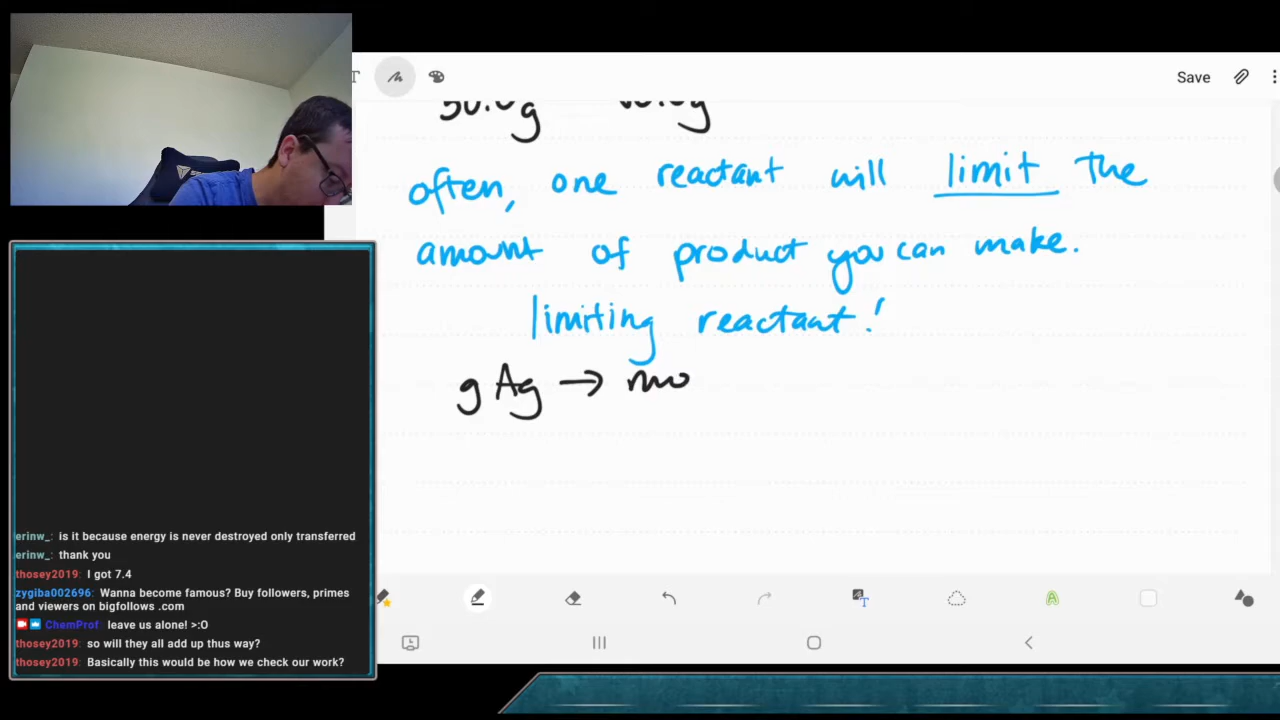 T
Save
50.0g
often, one reactant will limit the
amount of product you can make.
limiting reactant!
g Ag → mo
erinw_: is it because energy is never destroyed only transferred
erinw_: thank you
thosey2019: I got 7.4
zygiba002696: Wanna become famous? Buy followers, primes
and viewers on bigfollows .com
ChemProf: leave us alone! >:O
thosey2019: so will they all add up thus way?
thosey2019: Basically this would be how we check our work?
T
A